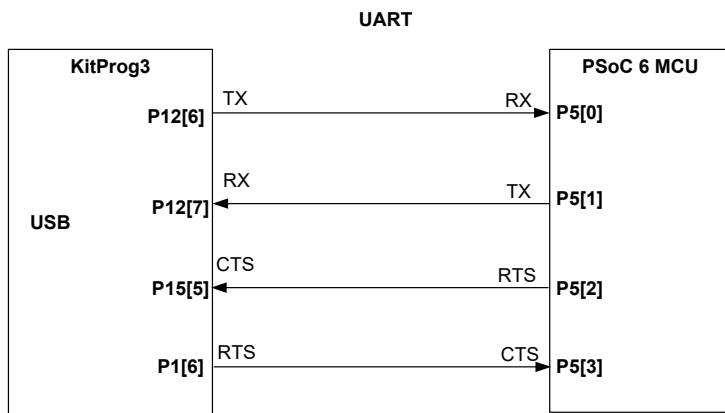 UART
KitProg3
PSoC 6 MCU
TX
RX
P12[6]
P5[0]
RX
TX
P12[7]
P5[1]
USB
CTS
RTS
P15[5]
P5[2]
RTS
CTS
P1[6]
P5[3]